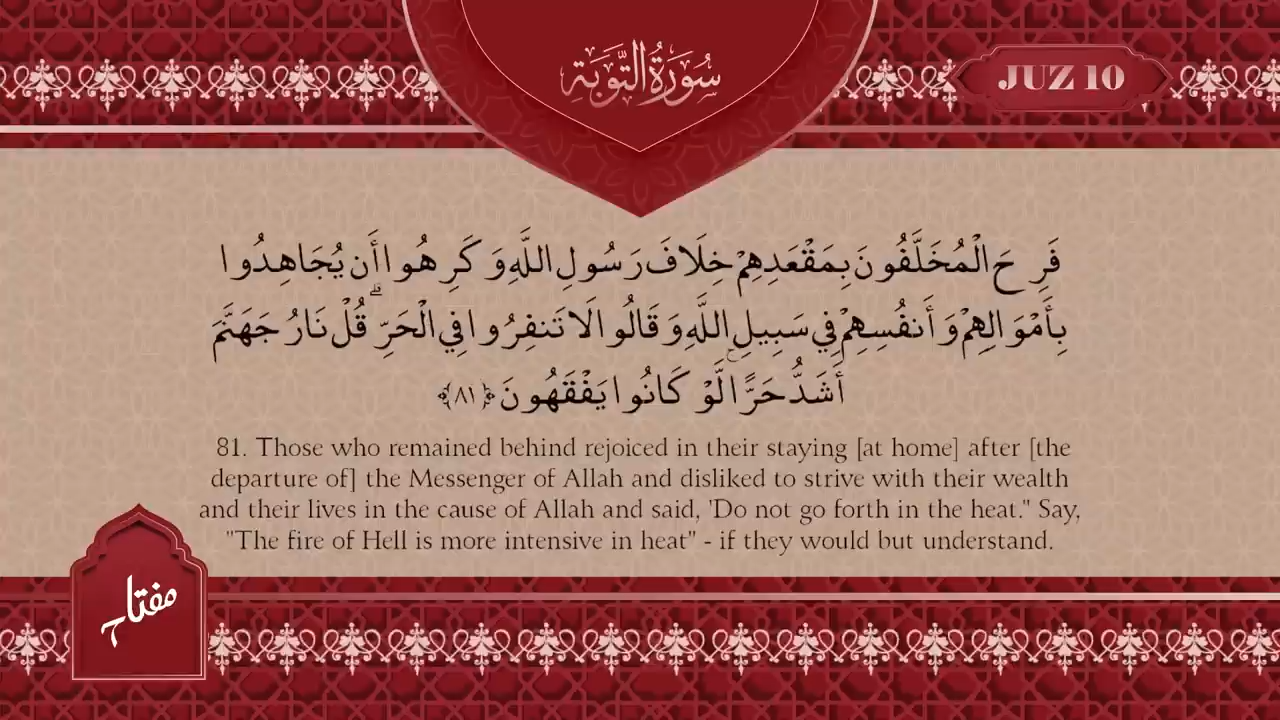 سُورَةُ التَّوْبَةِ
JUZ 10
فَرِحَ الْمُخَلَّفُونَ بِمَقْعَدِهِمْ خِلَافَ رَسُولِ اللَّهِ وَكَرِهُوا أَن يُجَاهِدُوا
بِأَمْوَالِهِمْ وَأَنفُسِهِمْ فِي سَبِيلِ اللَّهِ وَقَالُوا لَا تَنفِرُوا فِي الْحَرِّ ۗ قُلْ نَارُ جَهَنَّمَ
أَشَدُّ حَرًّا ۚ لَّوْ كَانُوا يَفْقَهُونَ ﴿٨١﴾
81. Those who remained behind rejoiced in their staying [at home] after [the
departure of] the Messenger of Allah and disliked to strive with their wealth
and their lives in the cause of Allah and said, 'Do not go forth in the heat." Say,
"The fire of Hell is more intensive in heat" - if they would but understand.
مفتاح